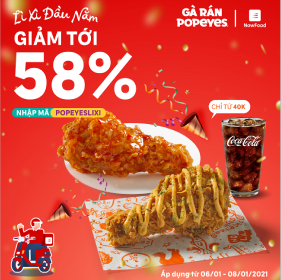 Lì Xì Đầu Năm
GÀ RÁN
POPEYES
NowFood
GIẢM TỚI
58%
NHẬP MÃ POPEYESLIXI
CHỈ TỪ 40K
Coca-Cola
Áp dụng từ 06/01 - 08/01/2021